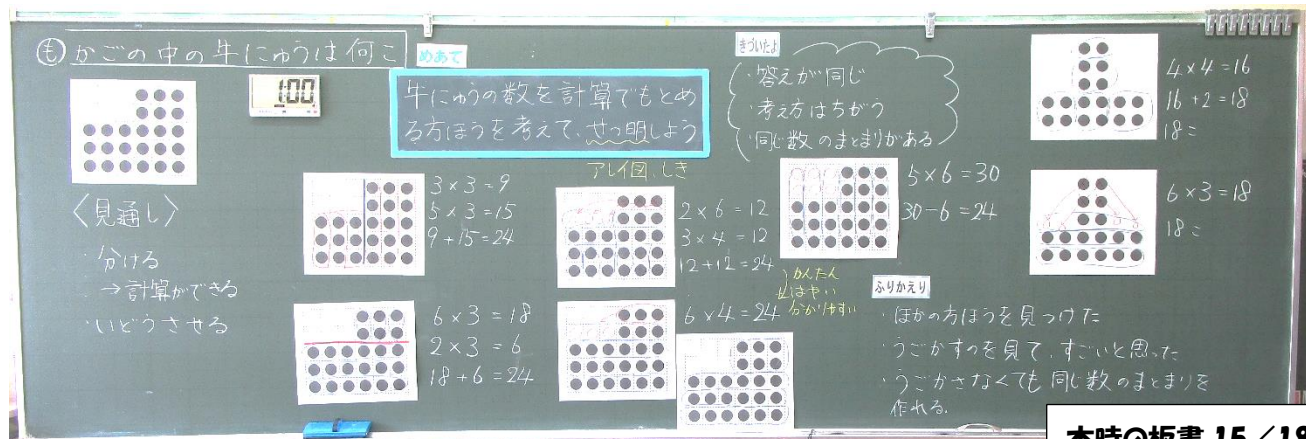 も かごの中の牛にゅうは何こ
1:00
〈見通し〉
・分ける
→計算ができる
・いどうさせる
めあて
牛にゅうの数を計算でもとめ
る方ほうを考えて、せつ明しよう
アレイ図、しき
3×3=9
5×3=15
9+15=24
6×3=18
2×3=6
18+6=24
2×6=12
3×4=12
12+12=24
6×4=24
かんたん
はやい
分かりやすい
きづいたよ
・答えが同じ
・考え方はちがう
・同じ数のまとまりがある
5×6=30
30-6=24
4×4=16
16+2=18
18=
6×3=18
18=
ふりかえり
・ほかの方ほうを見つけた
・うごかすのを見て、すごいと思った
・うごかさなくても同じ数のまとまりを
作れる.
本時の板書 15/18